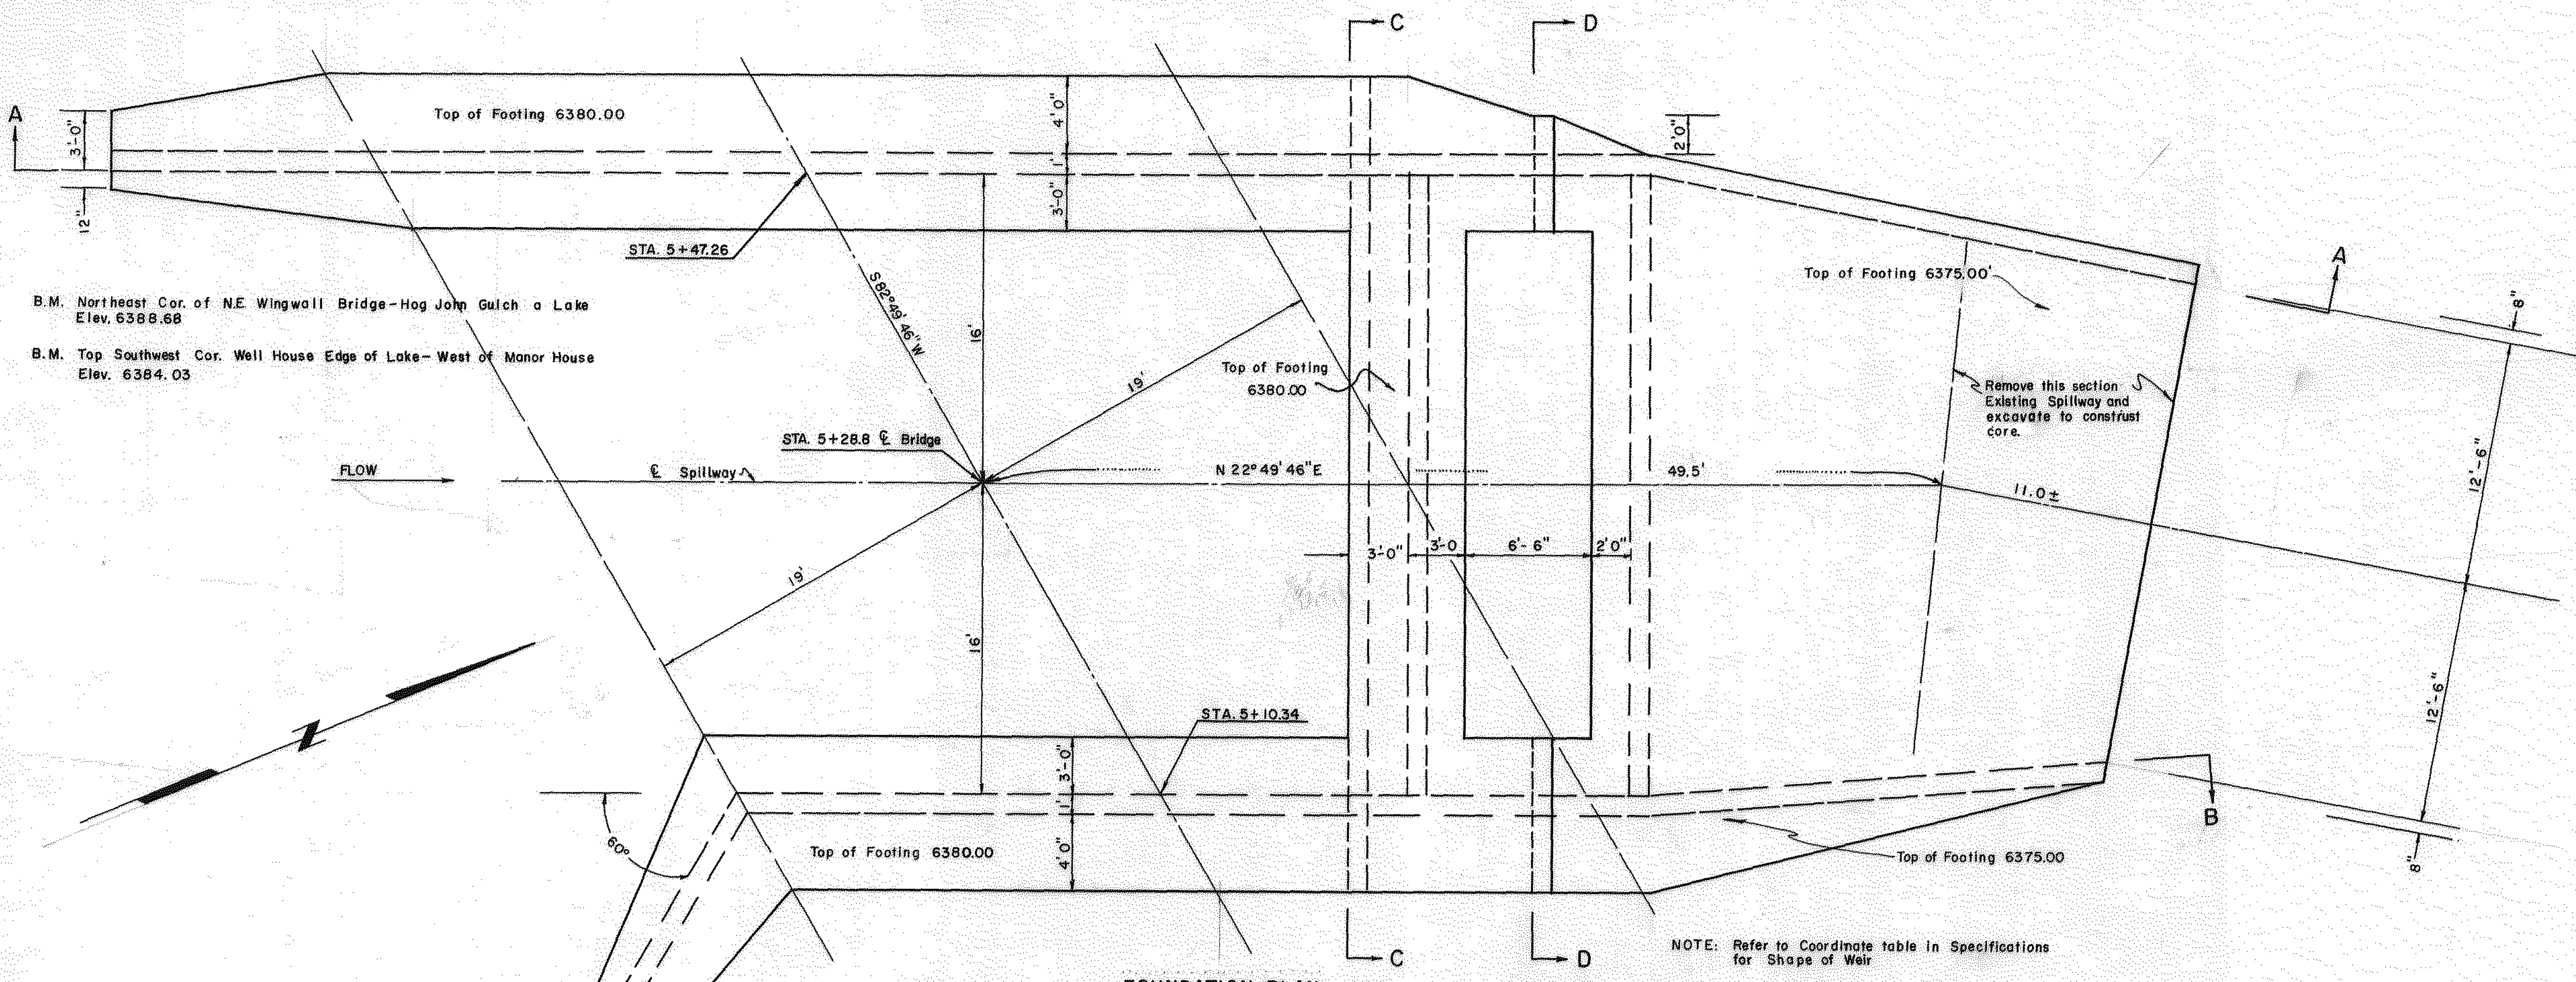 C
D
A
3'-0"
12"
Top of Footing 6380.00
4'0"
1'
3'-0"
2'0"
STA. 5+47.26
S 82°49'46"W
16'
B.M. Northeast Cor. of N.E. Wingwall Bridge-Hog John Gulch a Lake
Elev. 6388.68
B.M. Top Southwest Cor. Well House Edge of Lake- West of Manor House
Elev. 6384.03
Top of Footing 6375.00'
A
8"
19'
Top of Footing
6380.00
Remove this section
Existing Spillway and
excavate to construst
core.
STA. 5+28.8 ℄ Bridge
FLOW
℄ Spillway
N 22° 49' 46" E
49.5'
11.0±
12'-6"
3'-0"
3'-0
6'-6"
2'0"
19'
16'
12'-6"
STA. 5+10.34
3'-0"
1'
4'0"
60°
Top of Footing 6380.00
B
Top of Footing 6375.00
8"
NOTE: Refer to Coordinate table in Specifications
for Shape of Weir
C
D
FOUNDATION PLAN